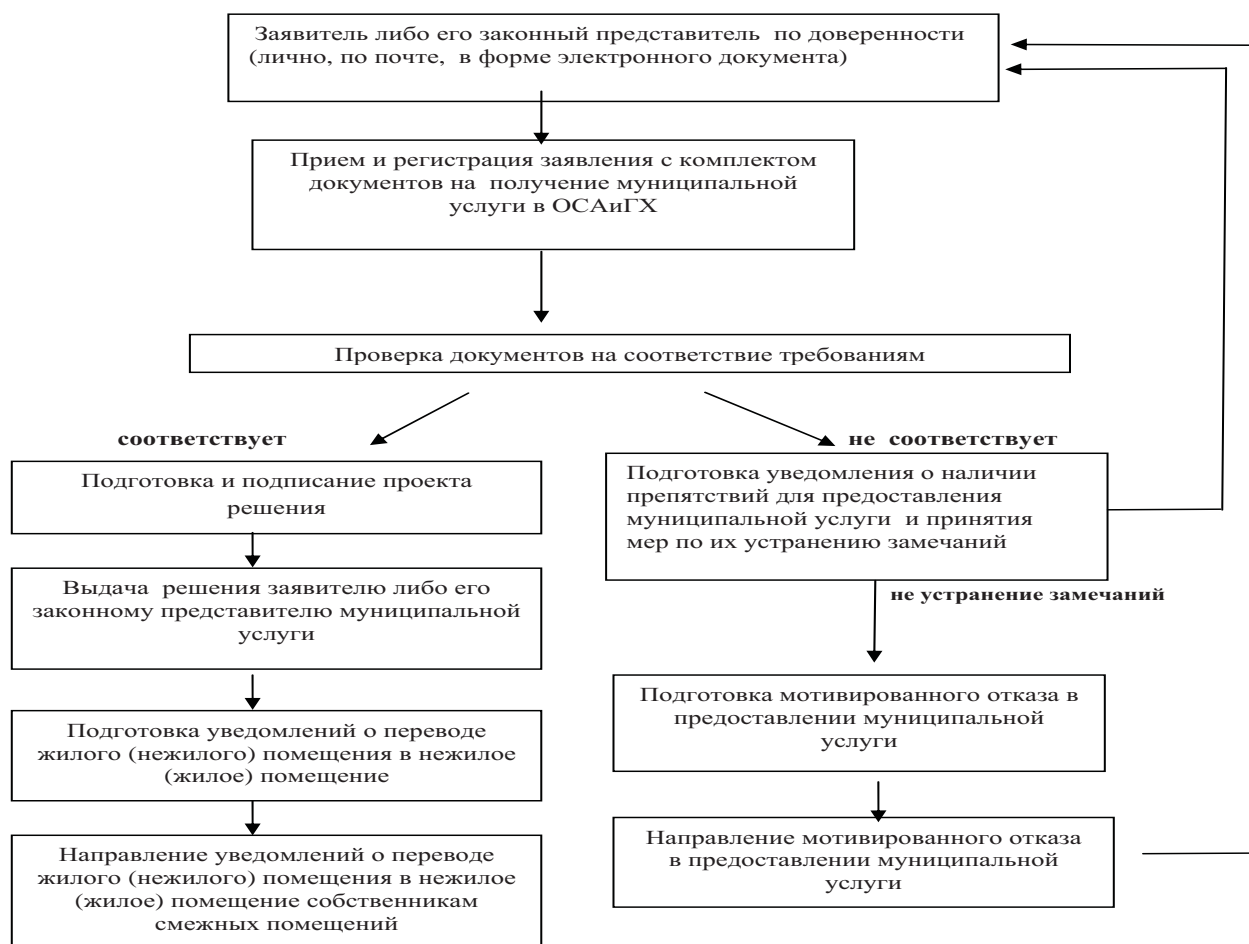 Заявитель либо его законный представитель по доверенности
(лично, по почте, в форме электронного документа)
Прием и регистрация заявления с комплектом
документов на получение муниципальной
услуги в ОСАиГХ
Проверка документов на соответствие требованиям
соответствует
не соответствует
Подготовка и подписание проекта
решения
Выдача решения заявителю либо его
законному представителю муниципальной
услуги
Подготовка уведомлений о переводе
жилого (нежилого) помещения в нежилое
(жилое) помещение
Направление уведомлений о переводе
жилого (нежилого) помещения в нежилое
(жилое) помещение собственникам
смежных помещений
Подготовка уведомления о наличии
препятствий для предоставления
муниципальной услуги и принятия
мер по их устранению замечаний
не устранение замечаний
Подготовка мотивированного отказа в
предоставлении муниципальной
услуги
Направление мотивированного отказа
в предоставлении муниципальной
услуги